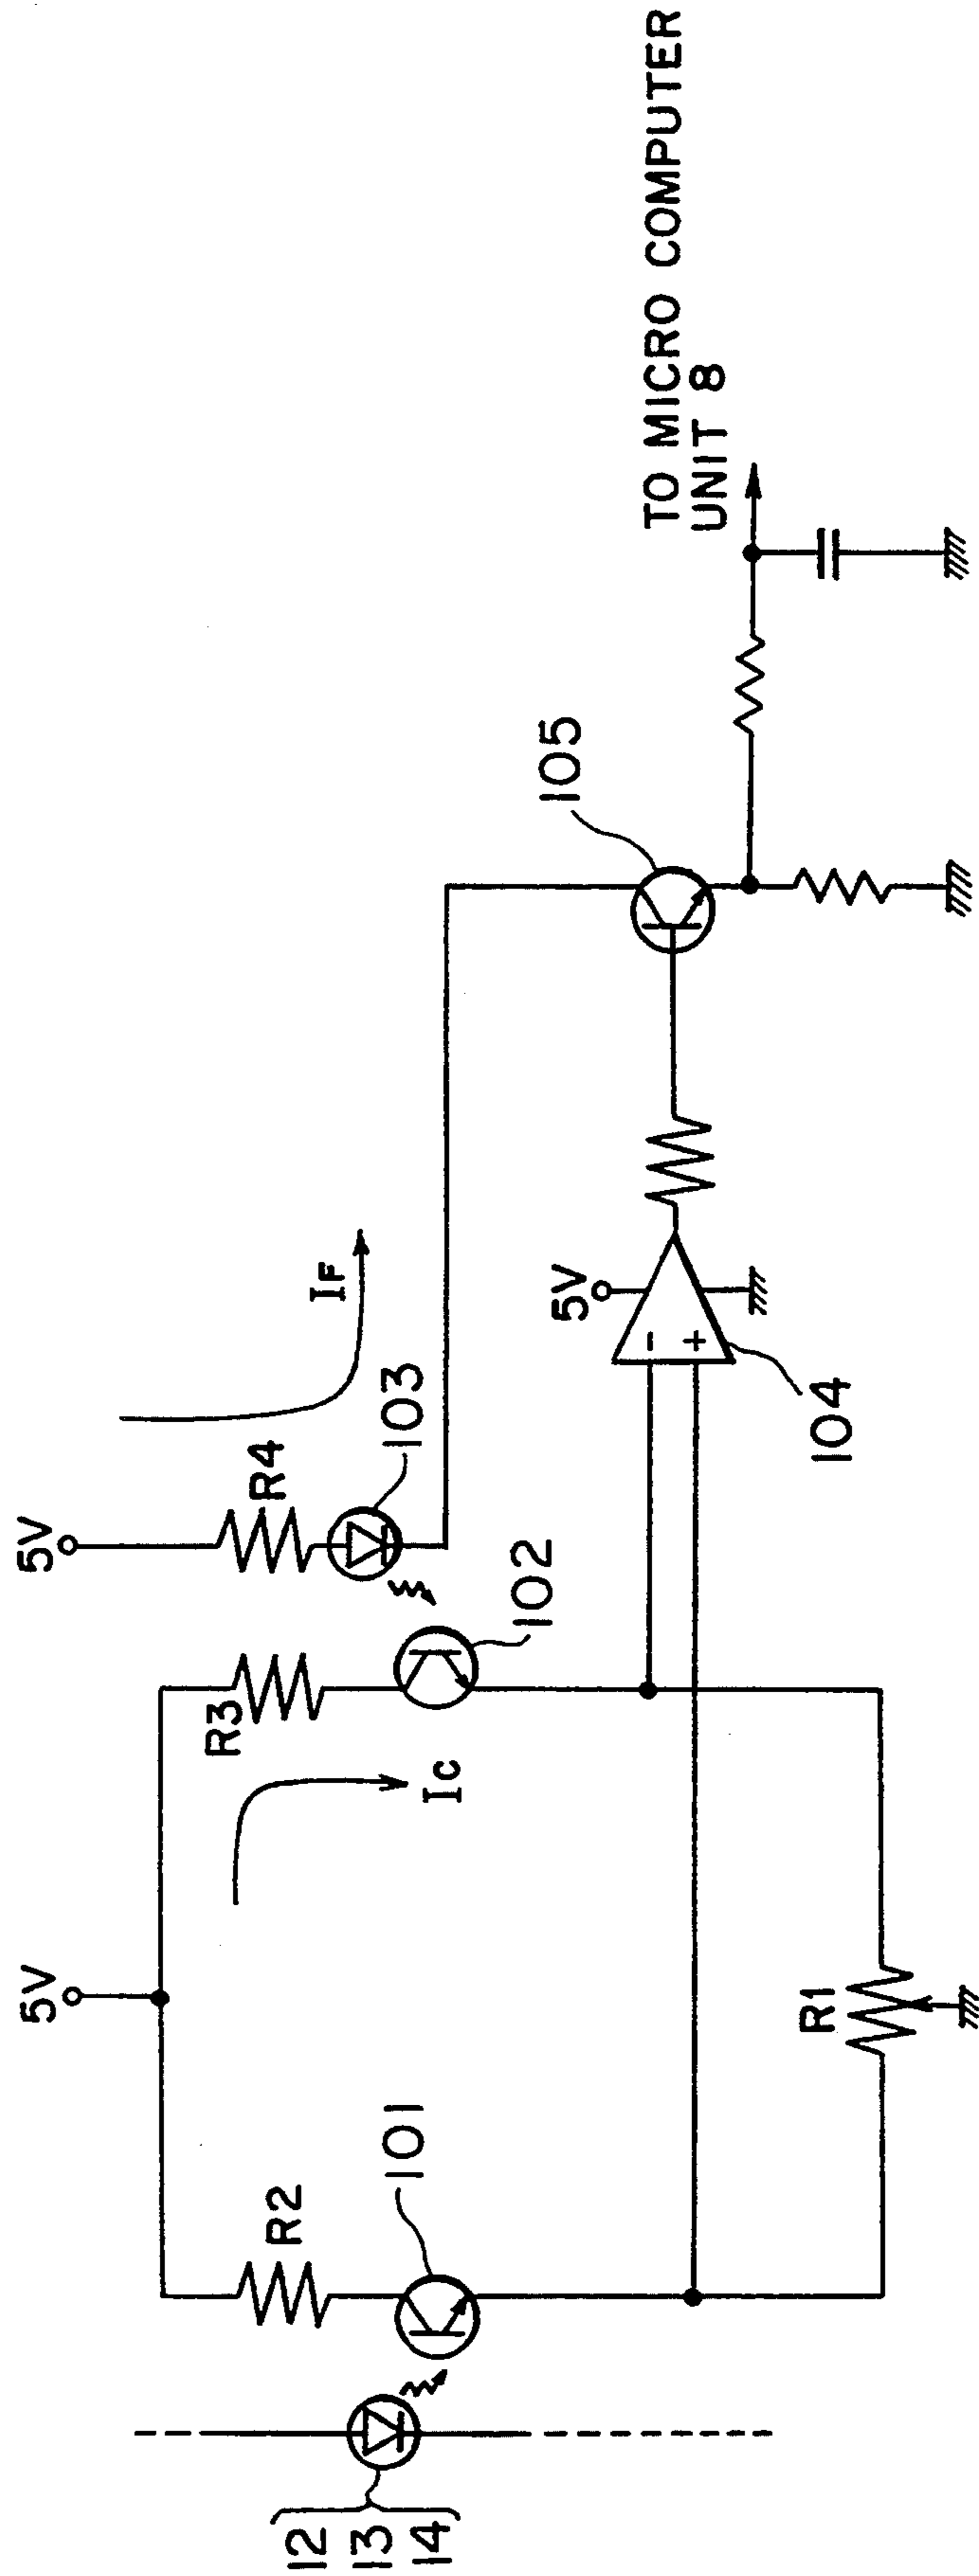 5V
5V
R2
R3
R4
IC
IF
101
102
103
12
13
14
5V
-
+
104
105
R1
TO MICRO COMPUTER
UNIT 8